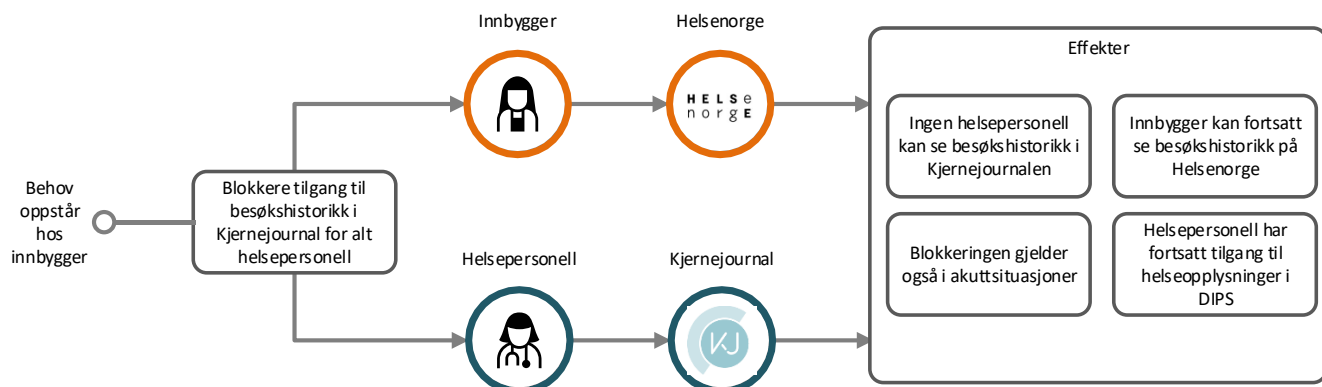 Innbygger
Helsenorge
Effekter
HELSe
norgE
Ingen helsepersonell
kan se besøkshistorikk i
Kjernejournalen
Innbygger kan fortsatt
se besøkshistorikk på
Helsenorge
Behov
oppstår
hos
innbygger
Blokkere tilgang til
besøkshistorikk i
Kjernejournal for alt
helsepersonell
Blokkeringen gjelder
også i akuttsituasjoner
Helsepersonell har
fortsatt tilgang til
helseopplysninger i
DIPS
Helsepersonell
Kjernejournal
KJ